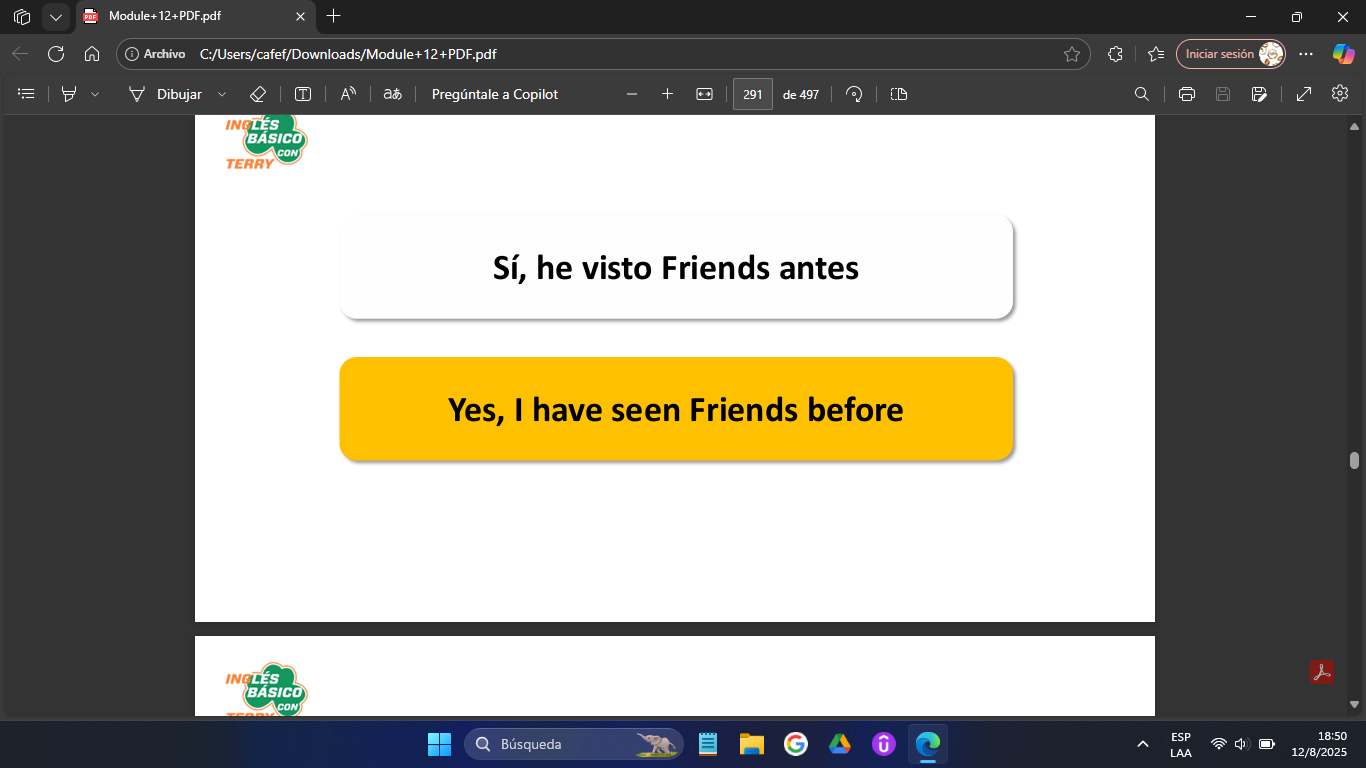 Module+12+PDF.pdf
Archivo C:/Users/cafef/Downloads/Module+12+PDF.pdf Iniciar sesión
Dibujar Pregúntale a Copilot 291 de 497
INGLÉS
BÁSICO
CON
TERRY
Sí, he visto Friends antes
Yes, I have seen Friends before
INGLÉS
BÁSICO
CON
TERRY
Búsqueda
ESP
LAA
18:50
12/8/2025